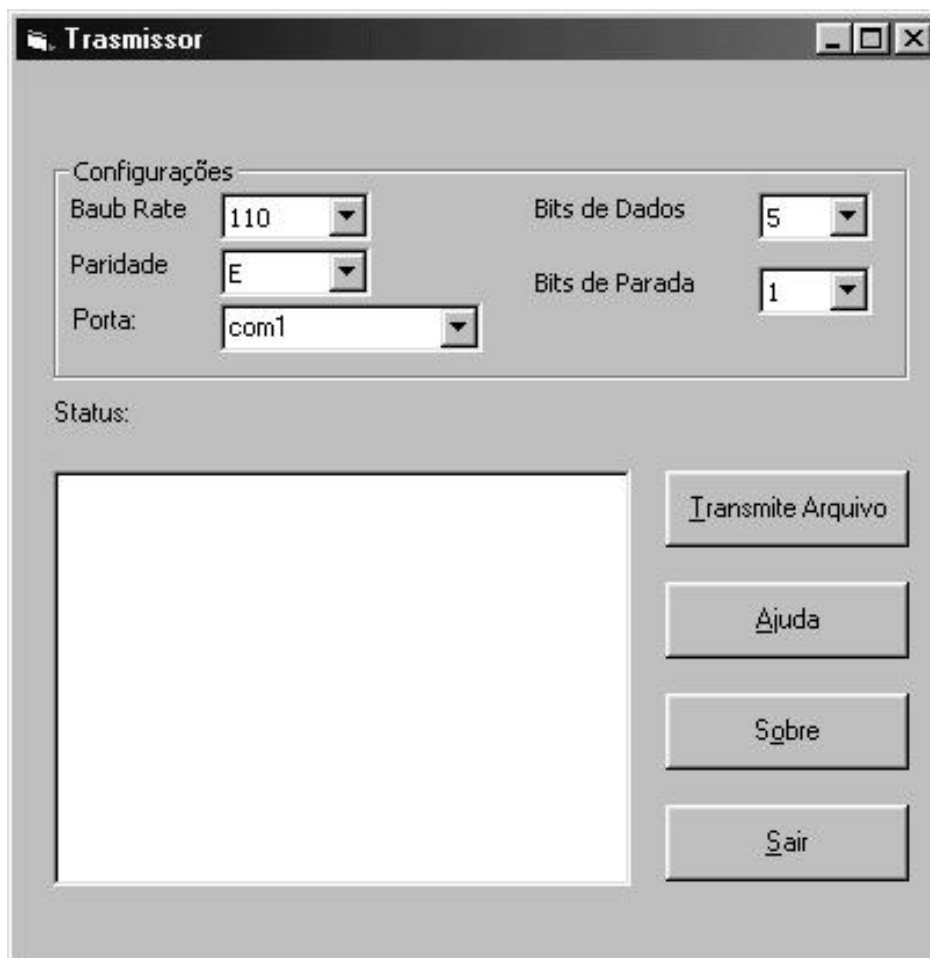 Trasmissor
Configurações
Baub Rate 110 Bits de Dados 5
Paridade E
Bits de Parada 1
Porta: com1
Status:
Transmite Arquivo
Ajuda
Sobre
Sair